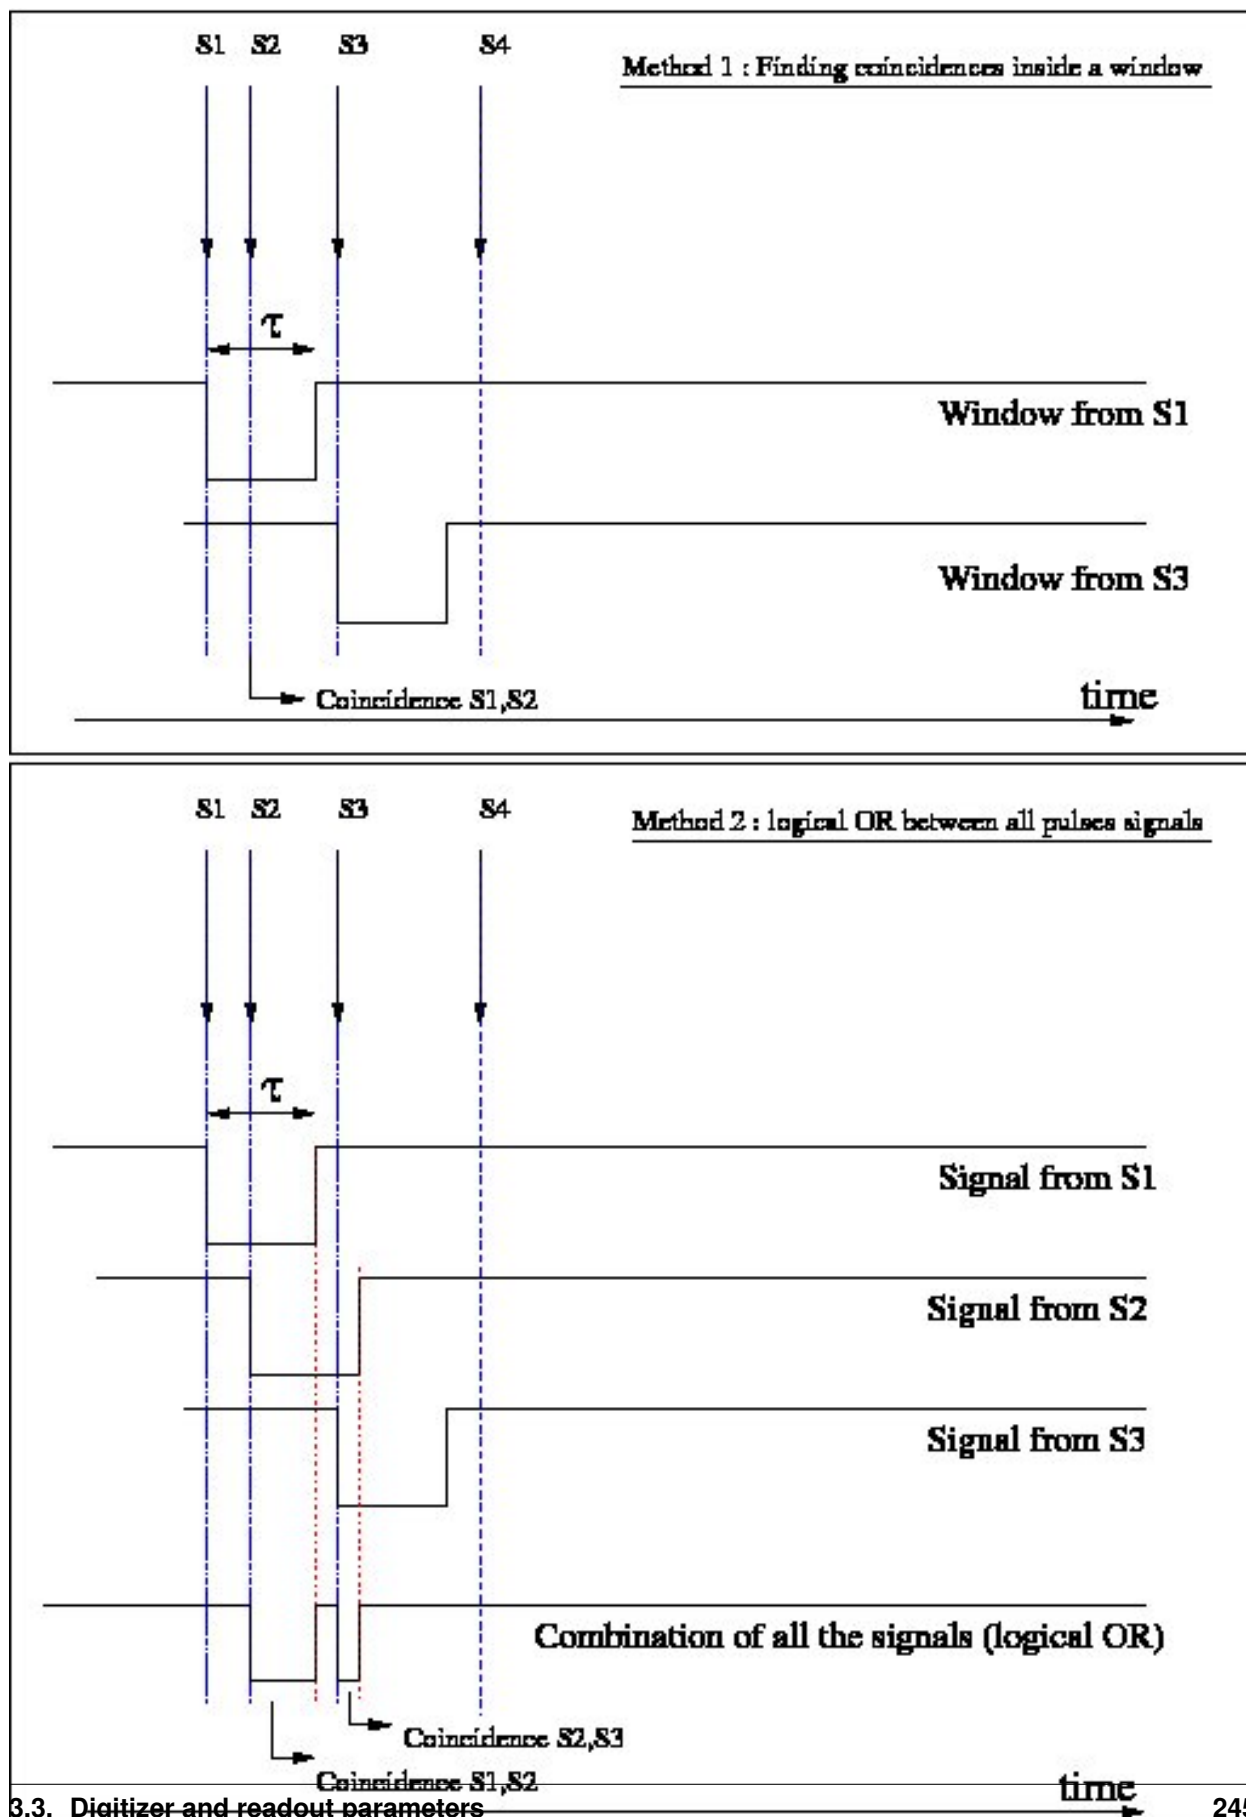 S1 S2 S3 S4
Method 1 : Finding coincidences inside a window
τ
Window from S1
Window from S3
Coincidence S1,S2
time
S1 S2 S3 S4
Method 2 : logical OR between all pulses signals
τ
Signal from S1
Signal from S2
Signal from S3
Combination of all the signals (logical OR)
Coincidence S2,S3
Coincidence S1,S2
time
3.3. Digitizer and readout parameters